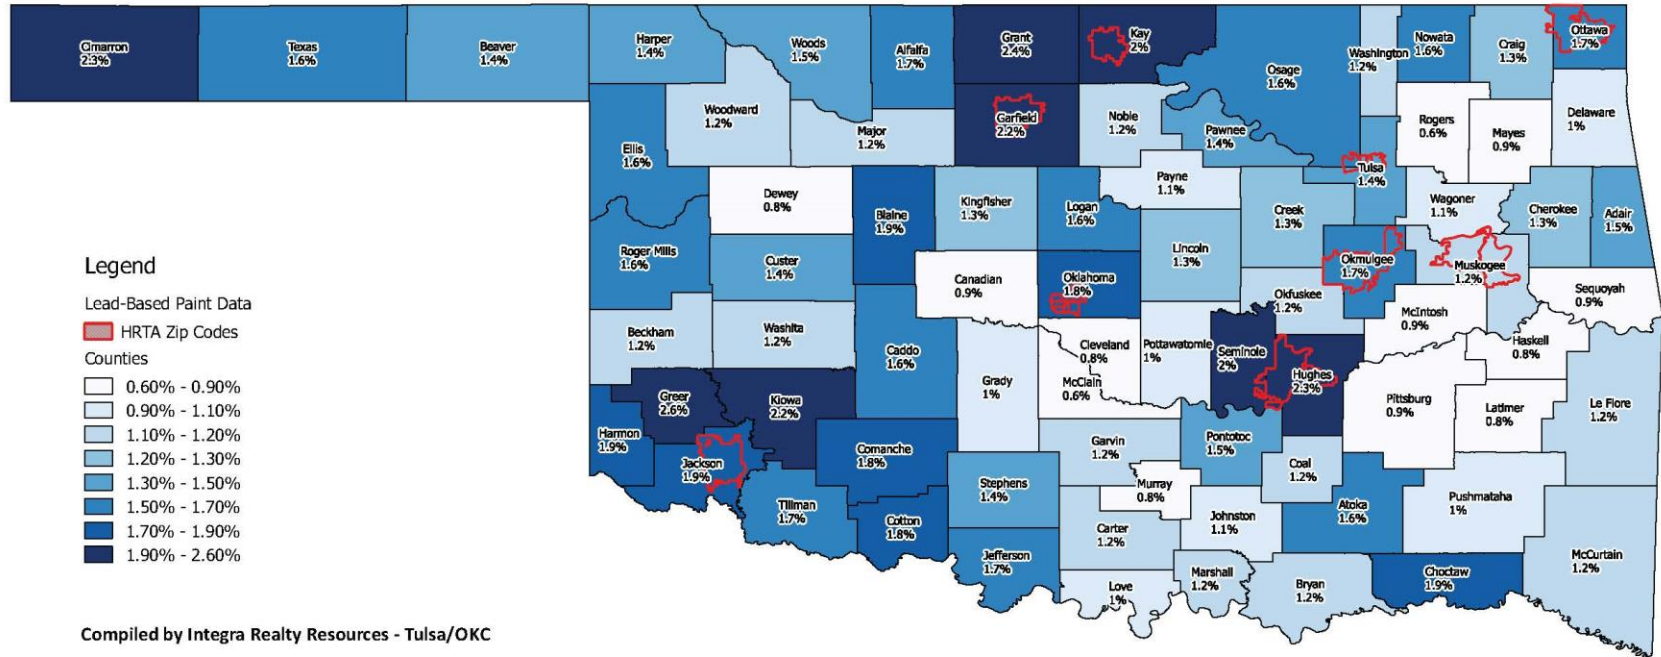 Cimarron
2.3%
Texas
1.6%
Beaver
1.4%
Harper
1.4%
Woods
1.5%
Alfalfa
1.7%
Grant
2.4%
Kay
2%
Osage
1.6%
Washington
1.2%
Nowata
1.6%
Craig
1.3%
Ottawa
1.7%
Woodward
1.2%
Major
1.2%
Garfield
2.2%
Noble
1.2%
Pawnee
1.4%
Rogers
0.6%
Mayes
0.9%
Delaware
1%
Ellis
1.6%
Dewey
0.8%
Blaine
1.9%
Kingfisher
1.3%
Logan
1.6%
Payne
1.1%
Creek
1.3%
Tulsa
1.4%
Wagoner
1.1%
Cherokee
1.3%
Adair
1.5%
Roger Mills
1.6%
Custer
1.4%
Canadian
0.9%
Oklahoma
1.8%
Lincoln
1.3%
Okfuskee
1.2%
Okmulgee
1.7%
Muskogee
1.2%
Sequoyah
0.9%
Beckham
1.2%
Washita
1.2%
Caddo
1.6%
Grady
1%
Cleveland
0.8%
McClain
0.6%
Pottawatomie
1%
Seminole
2%
Hughes
2.3%
McIntosh
0.9%
Haskell
0.8%
Pittsburg
0.9%
Latimer
0.8%
Le Flore
1.2%
Greer
2.6%
Kiowa
2.2%
Harmon
1.9%
Jackson
1.9%
Comanche
1.8%
Tillman
1.7%
Cotton
1.8%
Stephens
1.4%
Jefferson
1.7%
Garvin
1.2%
Murray
0.8%
Pontotoc
1.5%
Coal
1.2%
Carter
1.2%
Johnston
1.1%
Atoka
1.6%
Pushmataha
1%
Love
1%
Marshall
1.2%
Bryan
1.2%
Choctaw
1.9%
McCurtain
1.2%
Legend
Lead-Based Paint Data
HRTA Zip Codes
Counties
0.60% - 0.90%
0.90% - 1.10%
1.10% - 1.20%
1.20% - 1.30%
1.30% - 1.50%
1.50% - 1.70%
1.70% - 1.90%
1.90% - 2.60%
Compiled by Integra Realty Resources - Tulsa/OKC